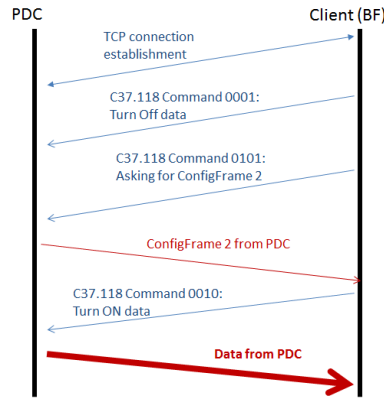 PDC
Client (BF)
TCP connection
establishment
C37.118 Command 0001:
Turn Off data
C37.118 Command 0101:
Asking for ConfigFrame 2
ConfigFrame 2 from PDC
C37.118 Command 0010:
Turn ON data
Data from PDC